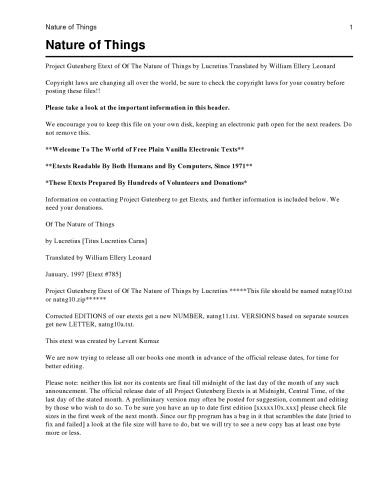 Nature of Things 1
Nature of Things
Project Gutenberg Etext of Of The Nature of Things by Lucretius Translated by William Ellery Leonard
Copyright laws are changing all over the world, be sure to check the copyright laws for your country before
posting these files!!
Please take a look at the important information in this header.
We encourage you to keep this file on your own disk, keeping an electronic path open for the next readers. Do
not remove this.
**Welcome To The World of Free Plain Vanilla Electronic Texts**
**Etexts Readable By Both Humans and By Computers, Since 1971**
*These Etexts Prepared By Hundreds of Volunteers and Donations*
Information on contacting Project Gutenberg to get Etexts, and further information is included below. We
need your donations.
Of The Nature of Things
by Lucretius [Titus Lucretius Carus]
Translated by William Ellery Leonard
January, 1997 [Etext #785]
Project Gutenberg Etext of Of The Nature of Things by Lucretius *****This file should be named natng10.txt
or natng10.zip******
Corrected EDITIONS of our etexts get a new NUMBER, natng11.txt. VERSIONS based on separate sources
get new LETTER, natng10a.txt.
This etext was created by Levent Kurnaz
We are now trying to release all our books one month in advance of the official release dates, for time for
better editing.
Please note: neither this list nor its contents are final till midnight of the last day of the month of any such
announcement. The official release date of all Project Gutenberg Etexts is at Midnight, Central Time, of the
last day of the stated month. A preliminary version may often be posted for suggestion, comment and editing
by those who wish to do so. To be sure you have an up to date first edition [xxxxx10x.xxx] please check file
sizes in the first week of the next month. Since our ftp program has a bug in it that scrambles the date [tried to
fix and failed] a look at the file size will have to do, but we will try to see a new copy has at least one byte
more or less.